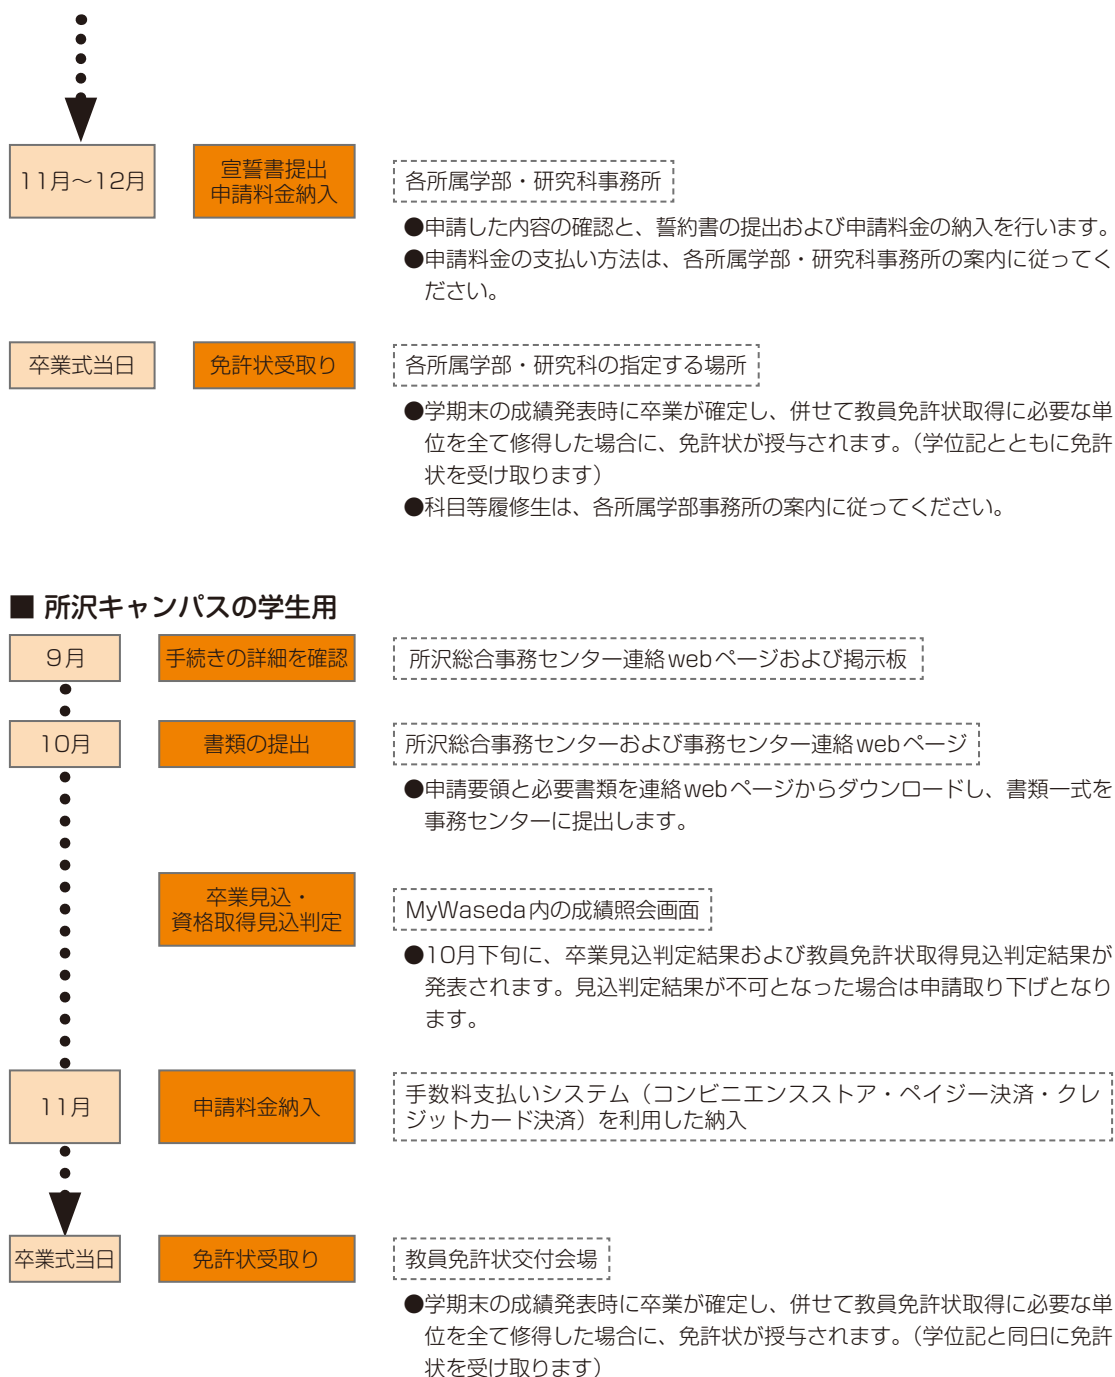 11月～12月
宣誓書提出
申請料金納入
各所属学部・研究科事務所
●申請した内容の確認と、誓約書の提出および申請料金の納入を行います。
●申請料金の支払い方法は、各所属学部・研究科事務所の案内に従ってく
ださい。
卒業式当日
免許状受取り
各所属学部・研究科の指定する場所
●学期末の成績発表時に卒業が確定し、併せて教員免許状取得に必要な単
位を全て修得した場合に、免許状が授与されます。（学位記とともに免許
状を受け取ります）
●科目等履修生は、各所属学部事務所の案内に従ってください。
■ 所沢キャンパスの学生用
9月
手続きの詳細を確認
所沢総合事務センター連絡webページおよび掲示板
10月
書類の提出
所沢総合事務センターおよび事務センター連絡webページ
●申請要領と必要書類を連絡webページからダウンロードし、書類一式を
事務センターに提出します。
卒業見込・
資格取得見込判定
MyWaseda内の成績照会画面
●10月下旬に、卒業見込判定結果および教員免許状取得見込判定結果が
発表されます。見込判定結果が不可となった場合は申請取り下げとなり
ます。
11月
申請料金納入
手数料支払いシステム（コンビニエンスストア・ペイジー決済・クレ
ジットカード決済）を利用した納入
卒業式当日
免許状受取り
教員免許状交付会場
●学期末の成績発表時に卒業が確定し、併せて教員免許状取得に必要な単
位を全て修得した場合に、免許状が授与されます。（学位記と同日に免許
状を受け取ります）